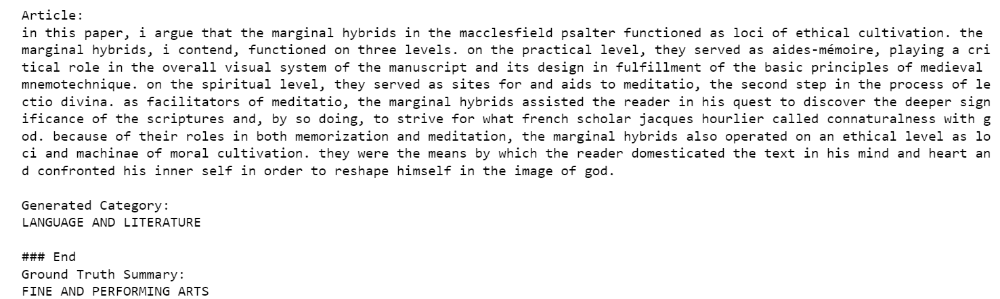 Article:
in this paper, i argue that the marginal hybrids in the macclesfield psalter functioned as loci of ethical cultivation. the
marginal hybrids, i contend, functioned on three levels. on the practical level, they served as aides-mémoire, playing a cri
tical role in the overall visual system of the manuscript and its design in fulfillment of the basic principles of medieval
mnemotechnique. on the spiritual level, they served as sites for and aids to meditatio, the second step in the process of le
ctio divina. as facilitators of meditatio, the marginal hybrids assisted the reader in his quest to discover the deeper sign
ificance of the scriptures and, by so doing, to strive for what french scholar jacques hourlier called connaturalness with g
od. because of their roles in both memorization and meditation, the marginal hybrids also operated on an ethical level as lo
ci and machinae of moral cultivation. they were the means by which the reader domesticated the text in his mind and heart an
d confronted his inner self in order to reshape himself in the image of god.
Generated Category:
LANGUAGE AND LITERATURE
### End
Ground Truth Summary:
FINE AND PERFORMING ARTS